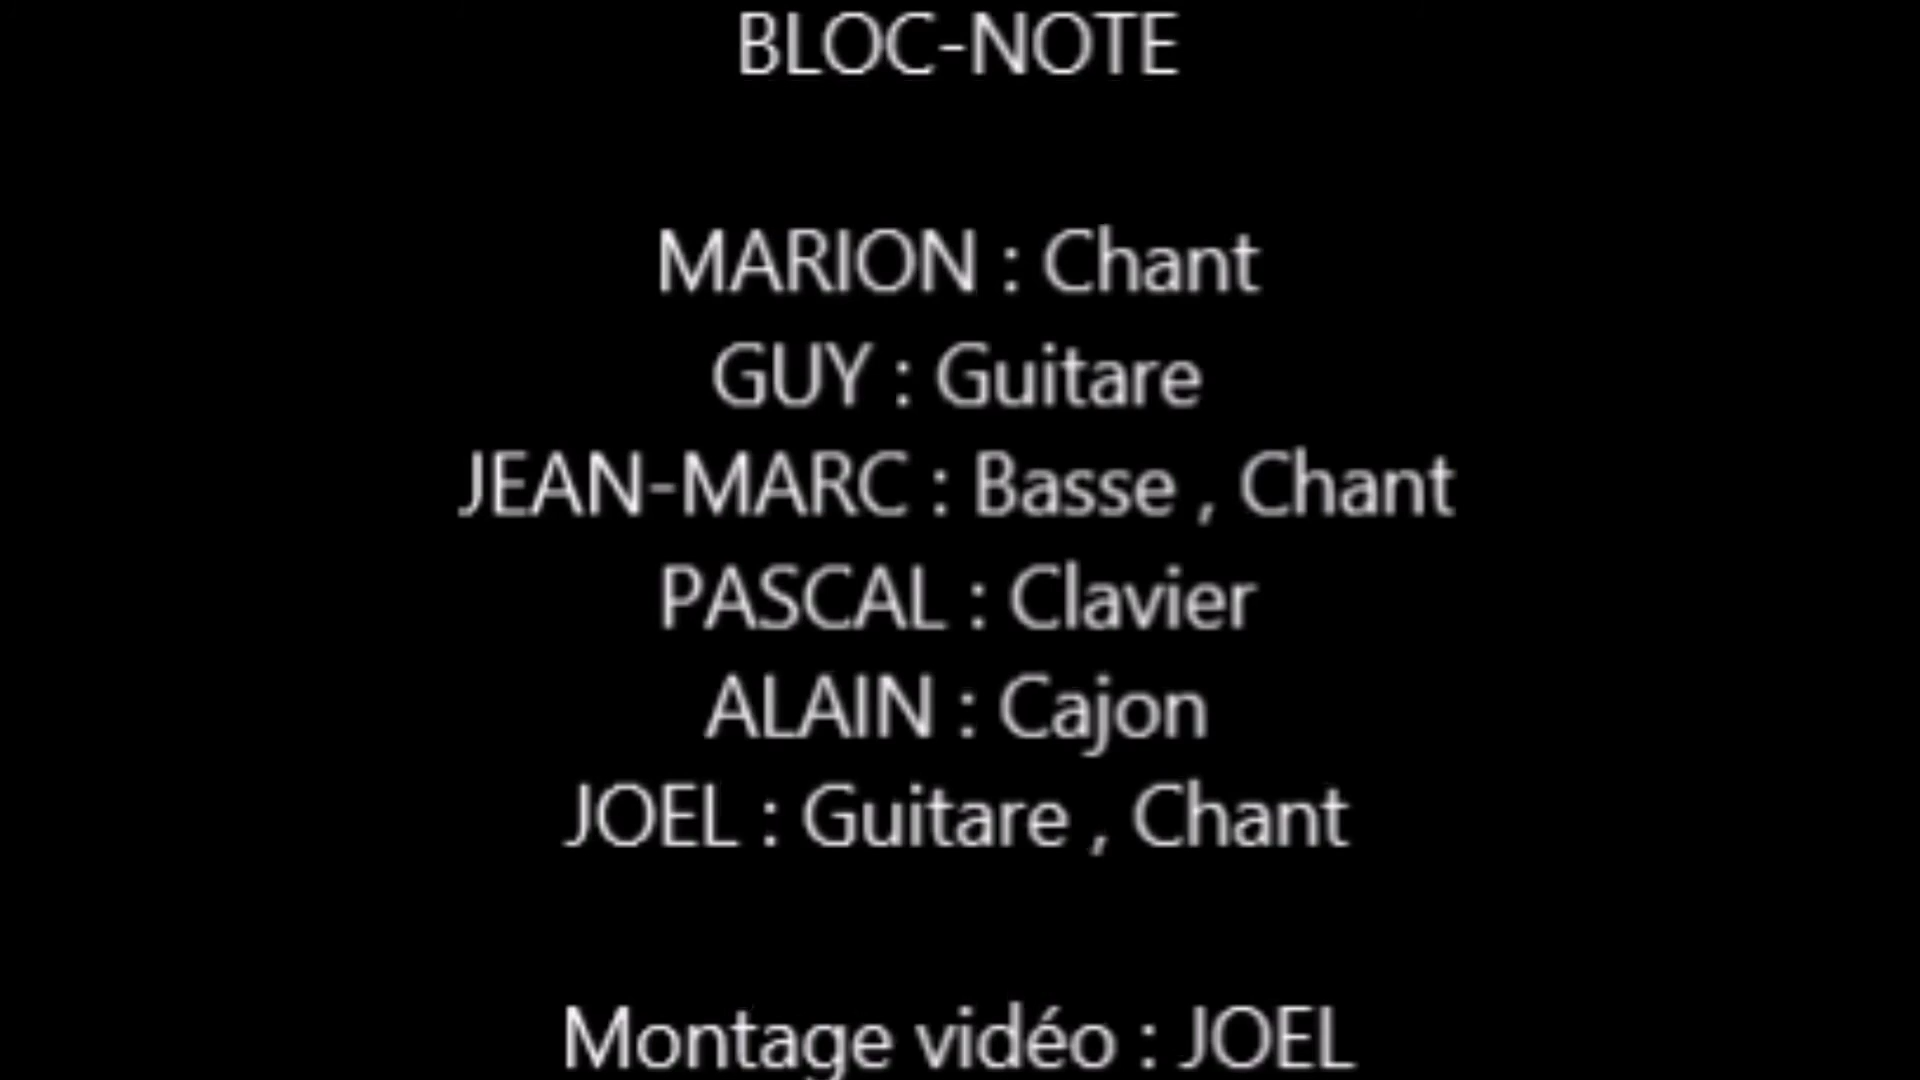 BLOC-NOTE
MARION : Chant
GUY : Guitare
JEAN-MARC : Basse , Chant
PASCAL : Clavier
ALAIN : Cajon
JOEL : Guitare , Chant
Montage vidéo : JOEL